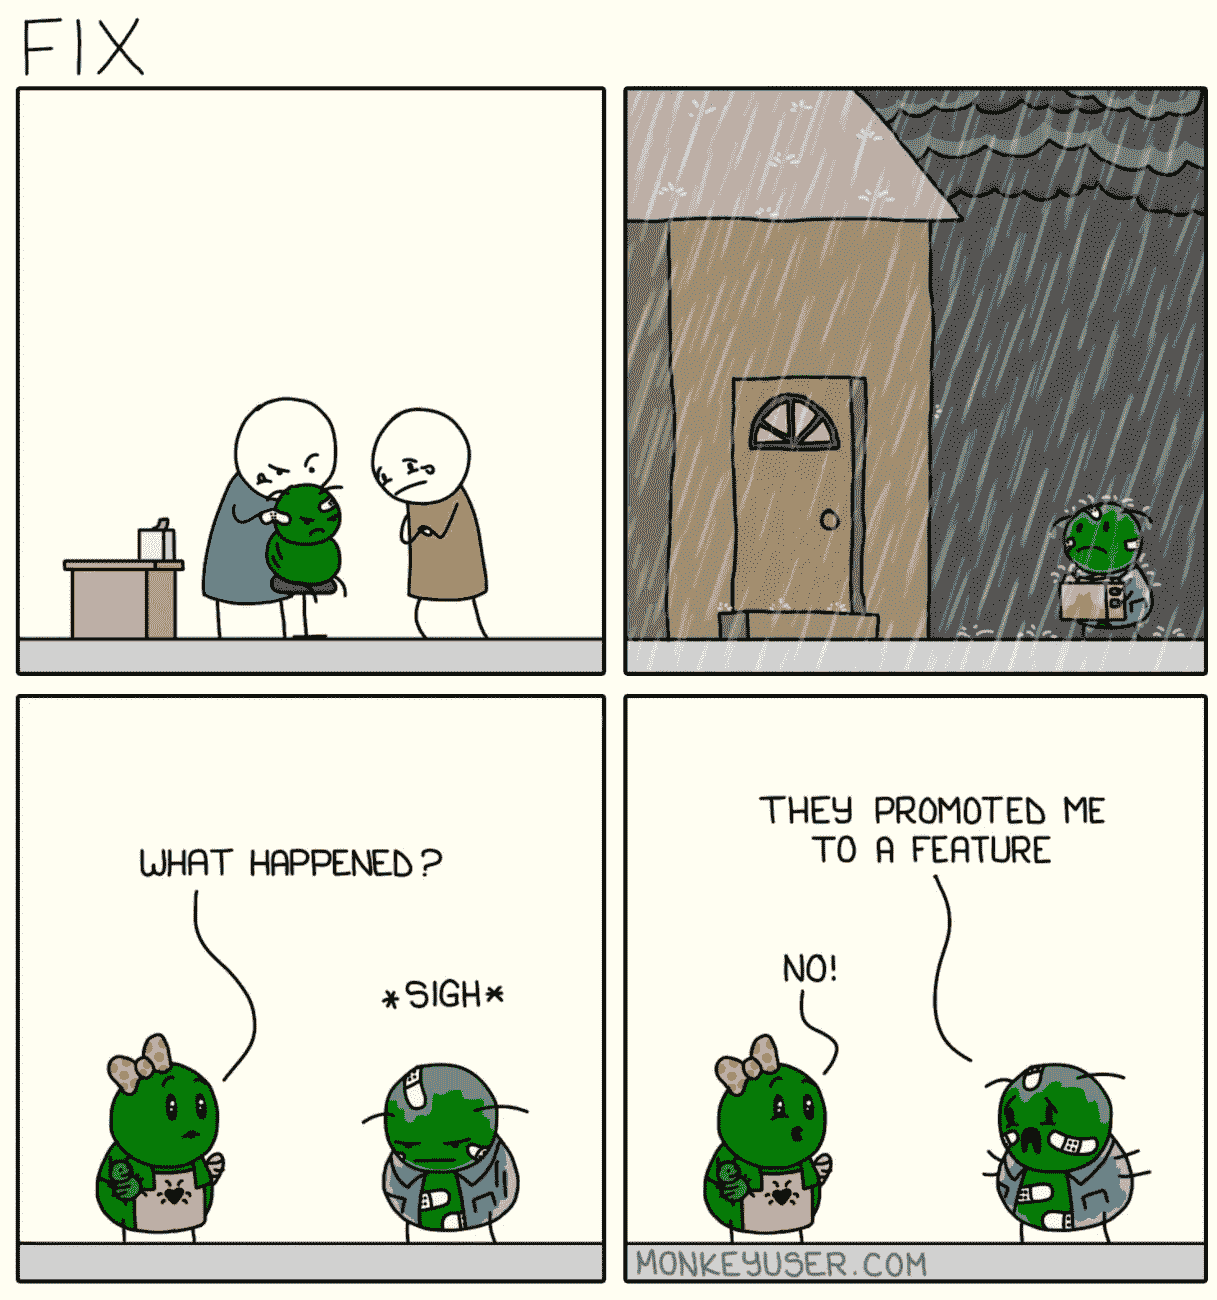 FIX
WHAT HAPPENED?
*SIGH*
THEY PROMOTED ME
TO A FEATURE
NO!
MONKEYUSER.COM